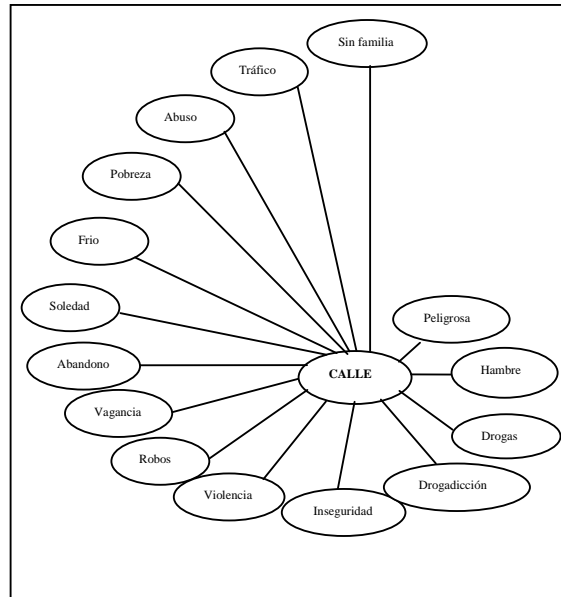 Sin familia
Tráfico
Abuso
Pobreza
Frio
Soledad
Peligrosa
Abandono
CALLE
Hambre
Vagancia
Drogas
Robos
Drogadicción
Violencia
Inseguridad